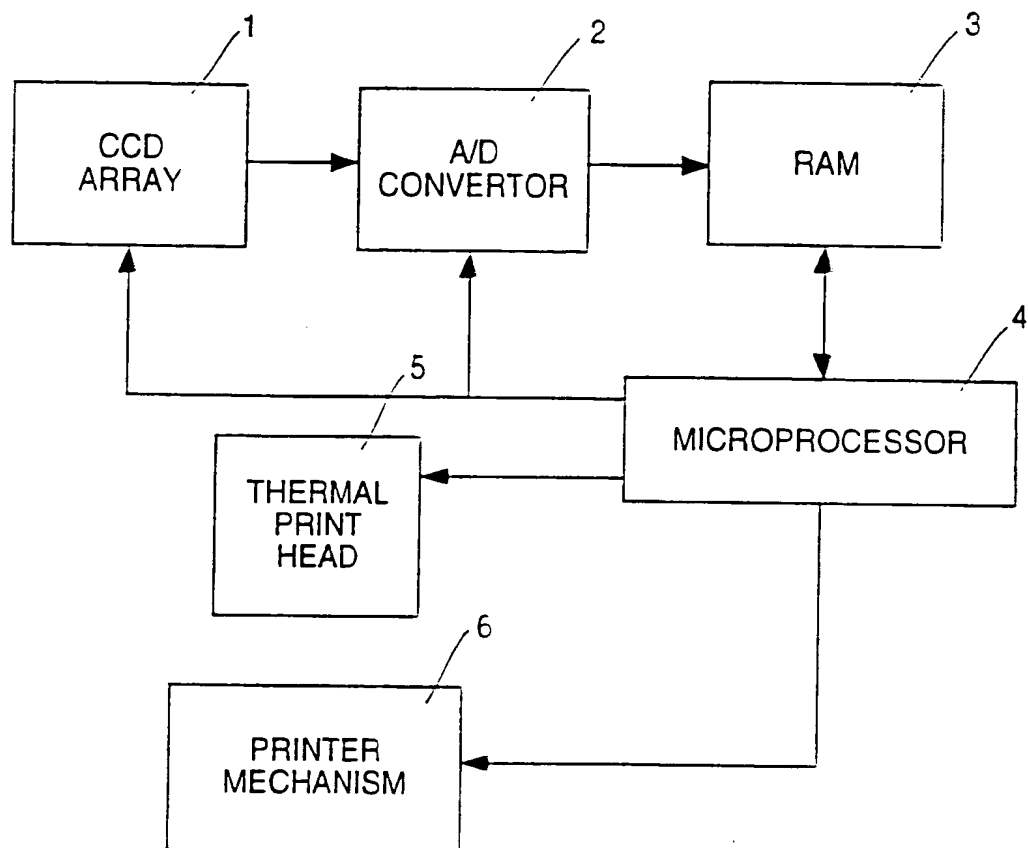 1
2
3
CCD
ARRAY
A/D
CONVERTOR
RAM
4
5
MICROPROCESSOR
THERMAL
PRINT
HEAD
6
PRINTER
MECHANISM